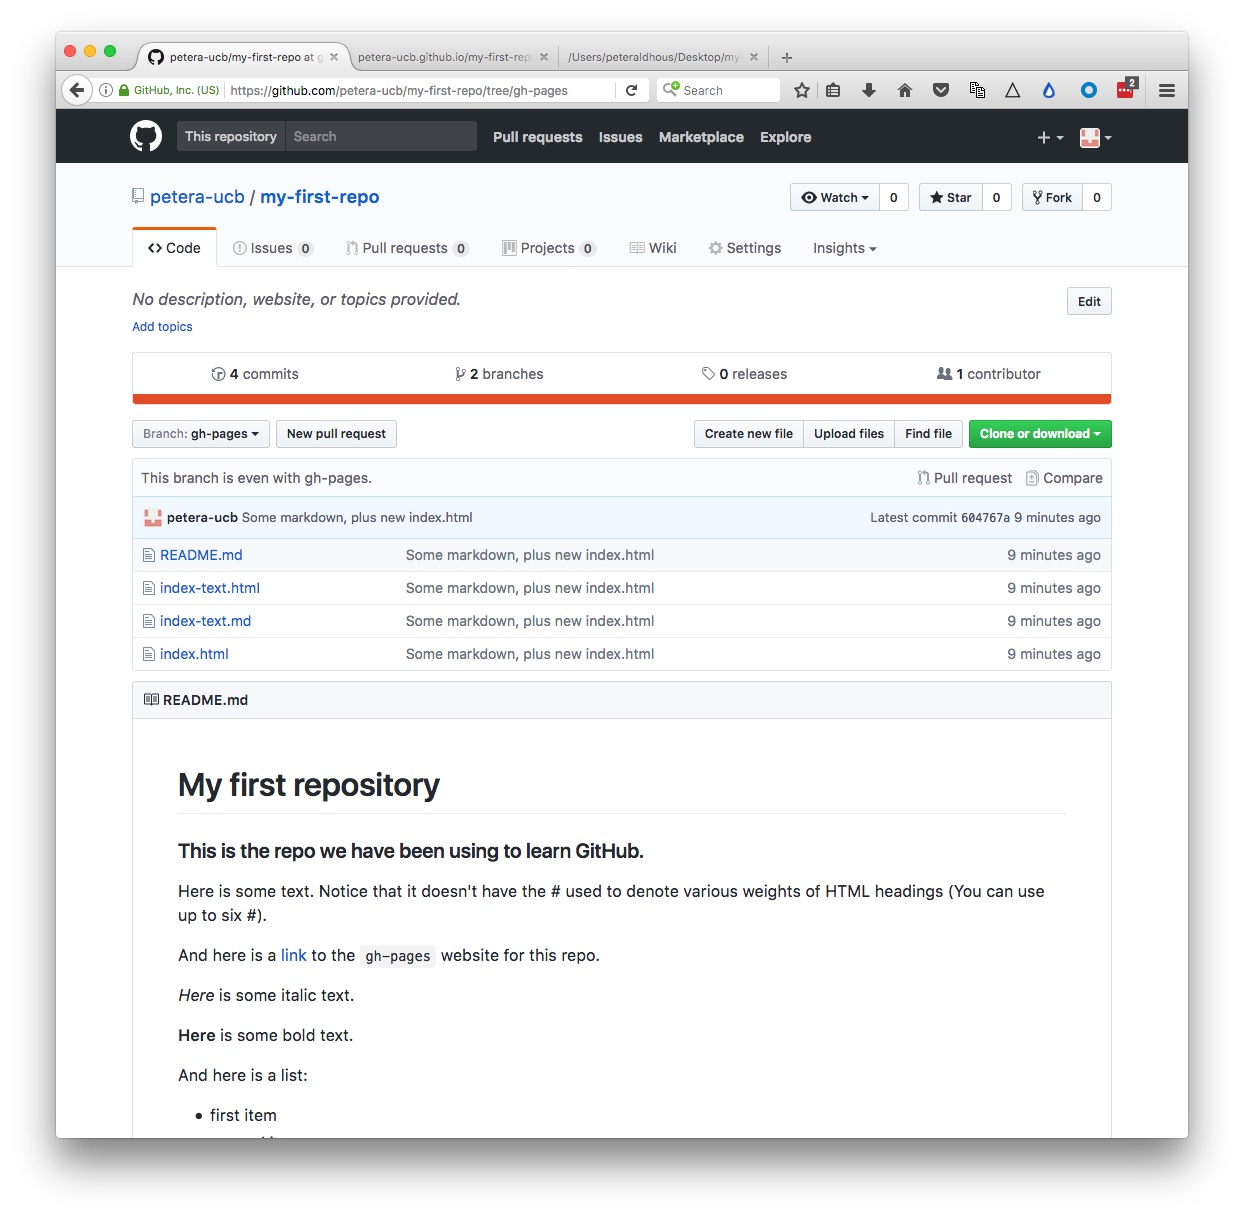 petera-ucb/my-first-repo at g
petera-ucb.github.io/my-first-rep
/Users/peteraldhous/Desktop/my
GitHub, Inc. (US) https://github.com/petera-ucb/my-first-repo/tree/gh-pages Search 2
This repository Search Pull requests Issues Marketplace Explore
petera-ucb / my-first-repo Watch 0 Star 0 Fork 0
Code Issues 0 Pull requests 0 Projects 0 Wiki Settings Insights
No description, website, or topics provided. Edit
Add topics
4 commits 2 branches 0 releases 1 contributor
Branch: gh-pages New pull request Create new file Upload files Find file Clone or download
This branch is even with gh-pages. Pull request Compare
petera-ucb Some markdown, plus new index.html Latest commit 604767a 9 minutes ago
README.md Some markdown, plus new index.html 9 minutes ago
index-text.html Some markdown, plus new index.html 9 minutes ago
index-text.md Some markdown, plus new index.html 9 minutes ago
index.html Some markdown, plus new index.html 9 minutes ago
README.md
My first repository
This is the repo we have been using to learn GitHub.
Here is some text. Notice that it doesn't have the # used to denote various weights of HTML headings (You can use
up to six #).
And here is a link to the gh-pages website for this repo.
Here is some italic text.
Here is some bold text.
And here is a list:
• first item